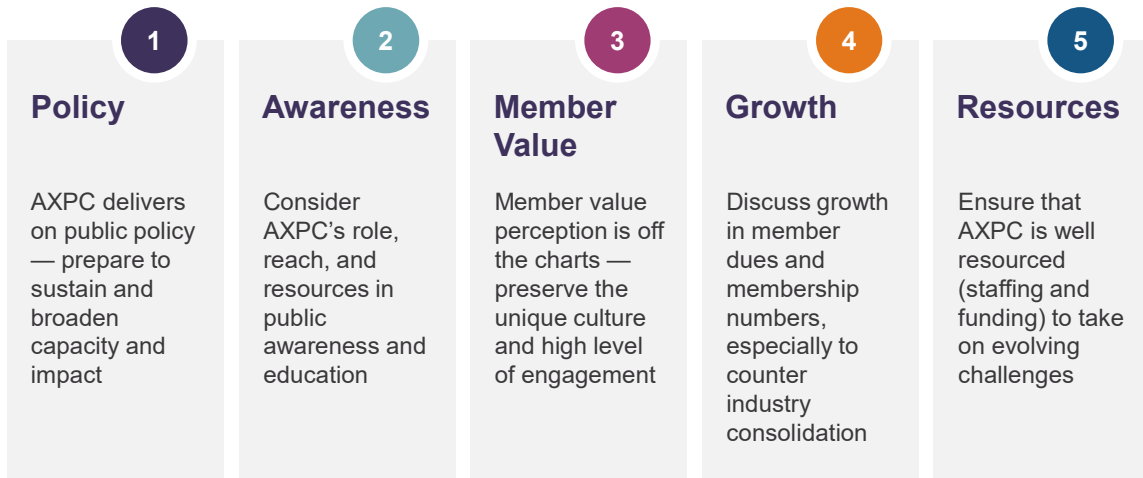 1
Policy
AXPC delivers
on public policy
— prepare to
sustain and
broaden
capacity and
impact
2
Awareness
Consider
AXPC’s role,
reach, and
resources in
public
awareness and
education
3
Member
Value
Member value
perception is off
the charts —
preserve the
unique culture
and high level
of engagement
4
Growth
Discuss growth
in member
dues and
membership
numbers,
especially to
counter
industry
consolidation
5
Resources
Ensure that
AXPC is well
resourced
(staffing and
funding) to take
on evolving
challenges